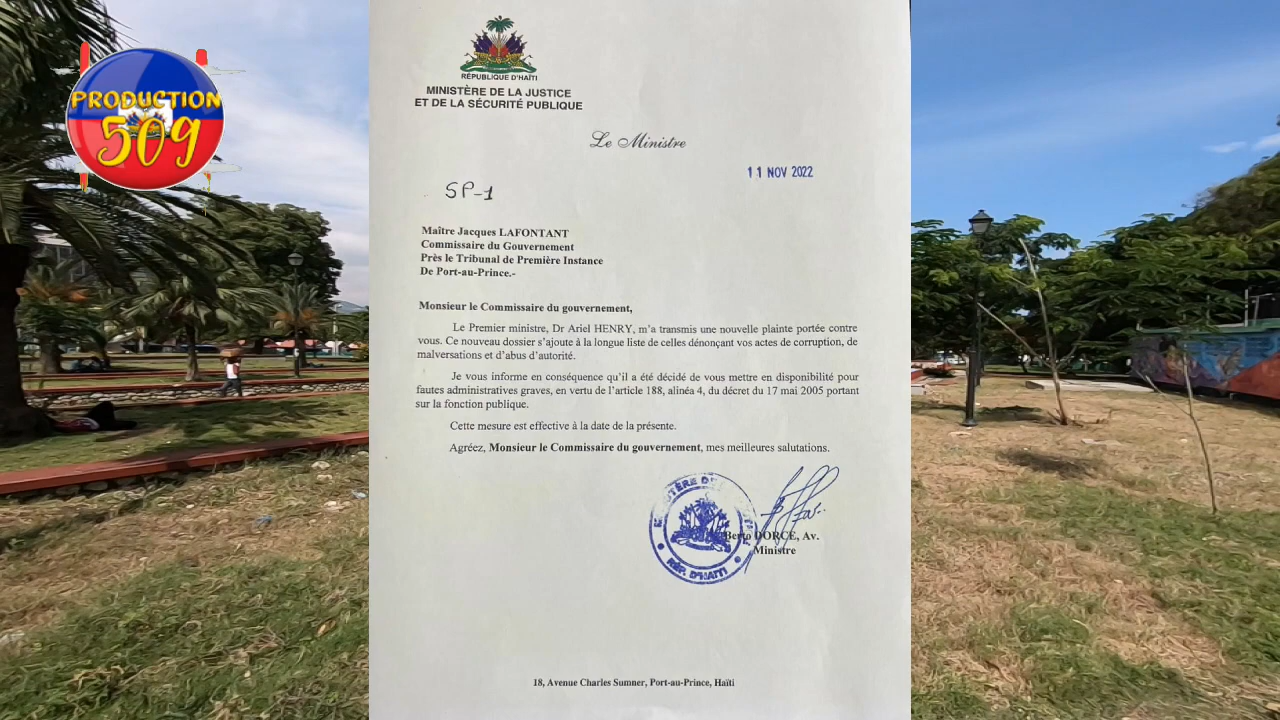 PRODUCTION
509
RÉPUBLIQUE D'HAÏTI
MINISTÈRE DE LA JUSTICE
ET DE LA SÉCURITÉ PUBLIQUE
Le Ministre
11 NOV 2022
SP-1
Maître Jacques LAFONTANT
Commissaire du Gouvernement
Près le Tribunal de Première Instance
De Port-au-Prince.-
Monsieur le Commissaire du gouvernement,
Le Premier ministre, Dr Ariel HENRY, m'a transmis une nouvelle plainte portée contre
vous. Ce nouveau dossier s'ajoute à la longue liste de celles dénonçant vos actes de corruption, de
malversations et d'abus d'autorité.
Je vous informe en conséquence qu'il a été décidé de vous mettre en disponibilité pour
fautes administratives graves, en vertu de l'article 188, alinéa 4, du décret du 17 mai 2005 portant
sur la fonction publique.
Cette mesure est effective à la date de la présente.
Agréez, Monsieur le Commissaire du gouvernement, mes meilleures salutations.
RÉP. D'HAITI
Berto DORCÉ, Av.
Ministre
18, Avenue Charles Sumner, Port-au-Prince, Haïti